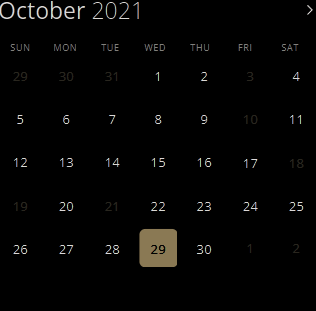 October 2021
SUN MON TUE WED THU FRI SAT
29 30 31 1 2 3 4
5 6 7 8 9 10 11
12 13 14 15 16 17 18
19 20 21 22 23 24 25
26 27 28 29 30 1 2